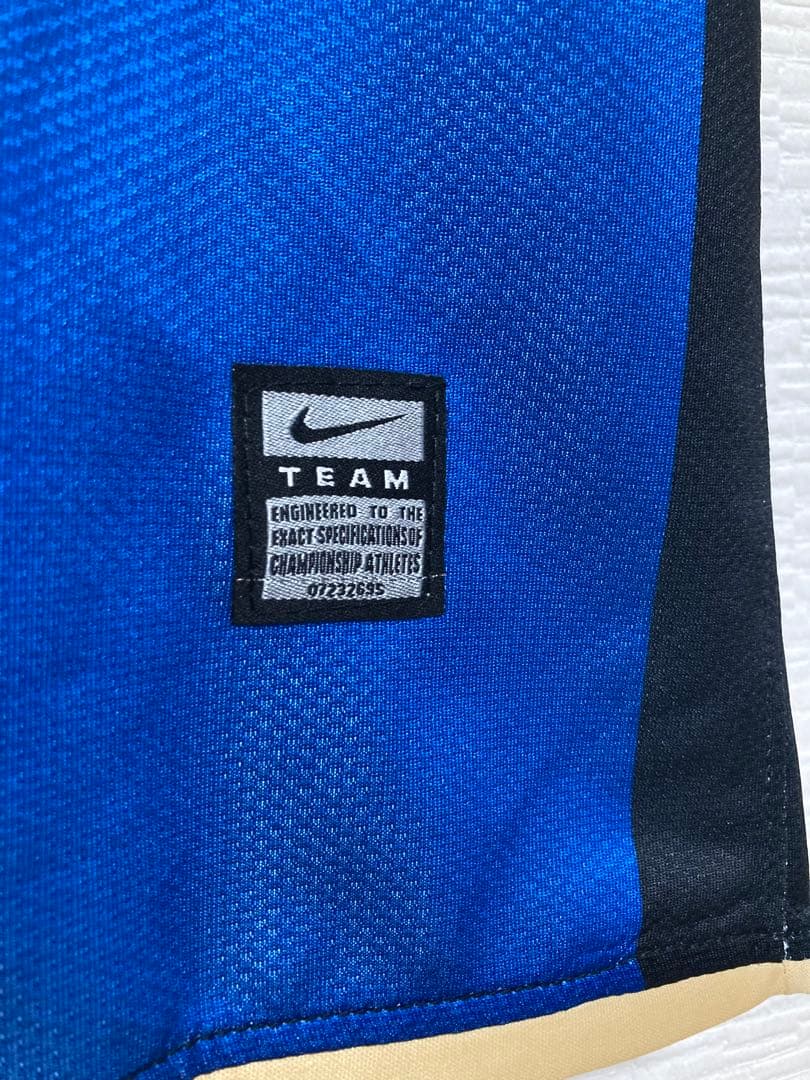 TEAM
ENGINEERED TO THE
EXACT SPECIFICATIONS OF
CHAMPIONSHIP ATHLETES
07232695